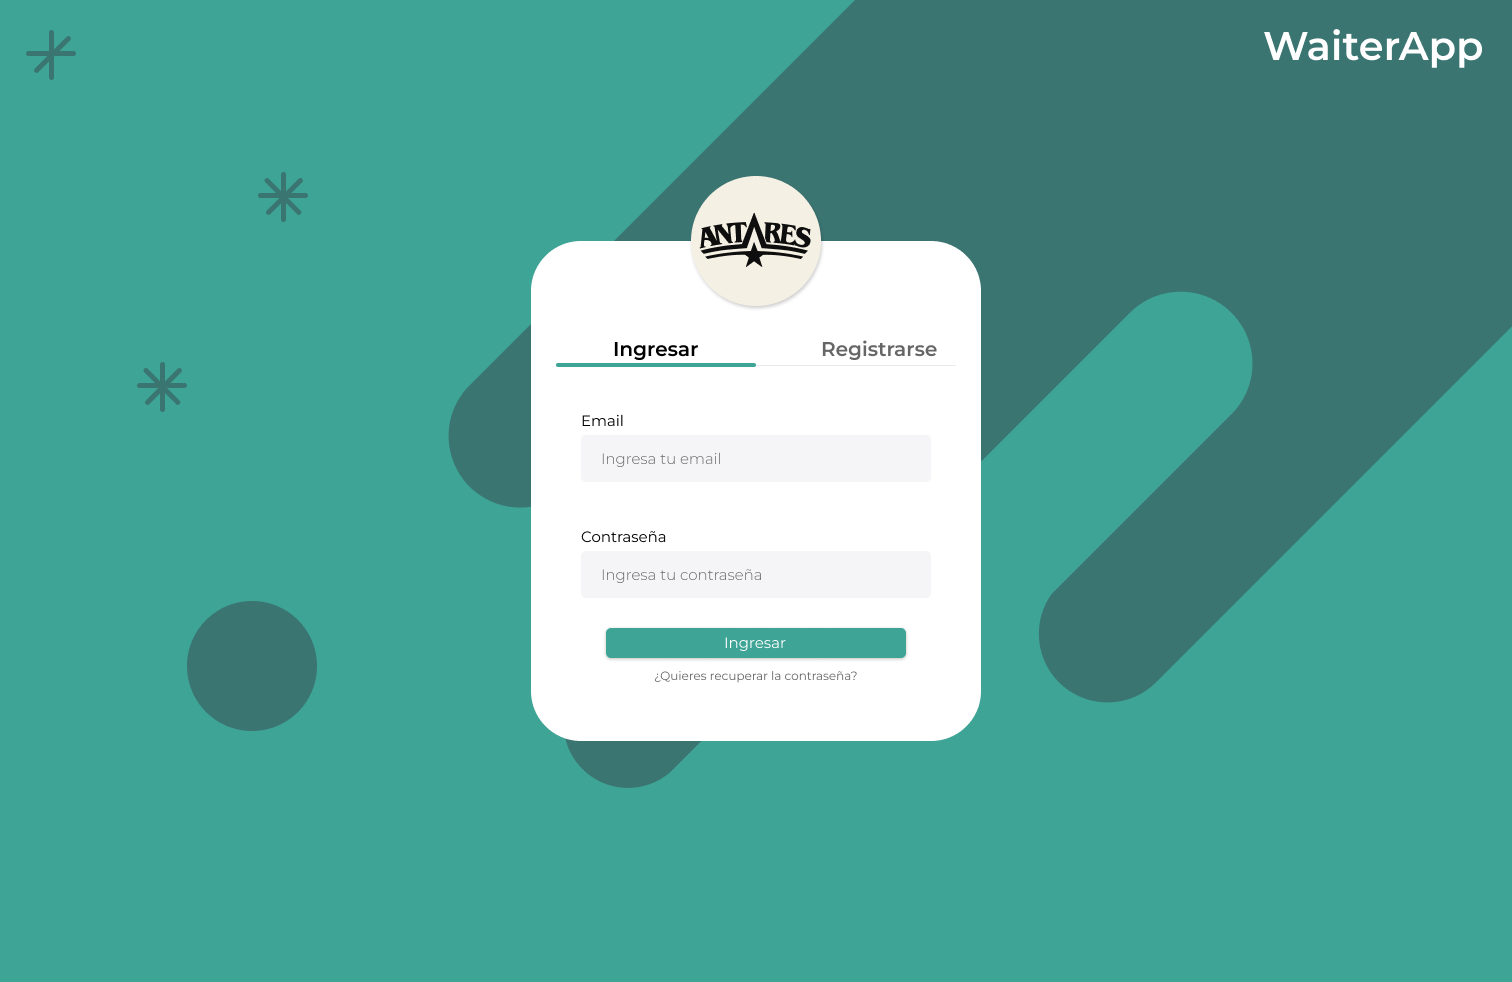 WaiterApp
ANTARES
Ingresar
Registrarse
Email
Ingresa tu email
Contraseña
Ingresa tu contraseña
Ingresar
¿Quieres recuperar la contraseña?